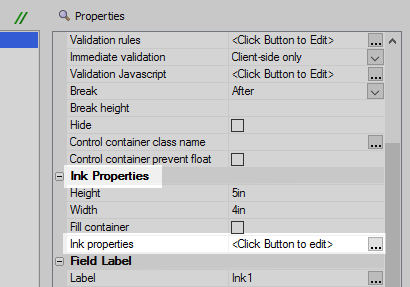 // Properties
Validation rules <Click Button to Edit> ...
Immediate validation Client-side only
Validation Javascript <Click Button to Edit> ...
Break After
Break height
Hide
Control container class name ...
Control container prevent float
Ink Properties
Height 5in
Width 4in
Fill container
Ink properties <Click Button to edit> ...
Field Label
Label Ink1 ...